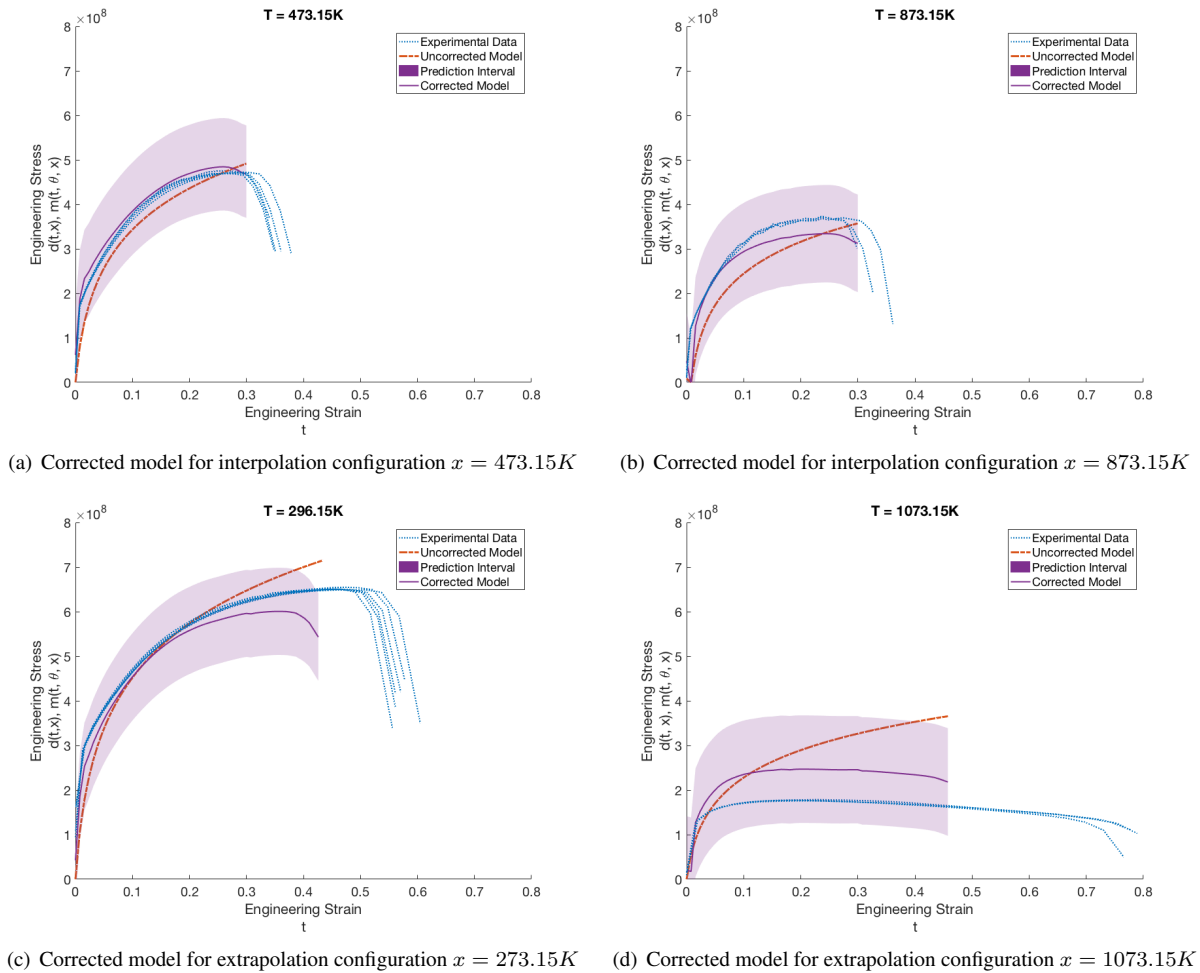 T = 473.15K
×10^8
8
7
6
5
4
3
2
1
0
Engineering Stress
d(t,x), m(t, θ, x)
Experimental Data
Uncorrected Model
Prediction Interval
Corrected Model
0 0.1 0.2 0.3 0.4 0.5 0.6 0.7 0.8
Engineering Strain
t
(a) Corrected model for interpolation configuration x = 473.15K
T = 873.15K
×10^8
8
7
6
5
4
3
2
1
0
Engineering Stress
d(t,x), m(t, θ, x)
Experimental Data
Uncorrected Model
Prediction Interval
Corrected Model
0 0.1 0.2 0.3 0.4 0.5 0.6 0.7 0.8
Engineering Strain
t
(b) Corrected model for interpolation configuration x = 873.15K
T = 296.15K
×10^8
8
7
6
5
4
3
2
1
0
Engineering Stress
d(t,x), m(t, θ, x)
Experimental Data
Uncorrected Model
Prediction Interval
Corrected Model
0 0.1 0.2 0.3 0.4 0.5 0.6 0.7 0.8
Engineering Strain
t
(c) Corrected model for extrapolation configuration x = 273.15K
T = 1073.15K
×10^8
8
7
6
5
4
3
2
1
0
Engineering Stress
d(t, x), m(t, θ, x)
Experimental Data
Uncorrected Model
Prediction Interval
Corrected Model
0 0.1 0.2 0.3 0.4 0.5 0.6 0.7 0.8
Engineering Strain
t
(d) Corrected model for extrapolation configuration x = 1073.15K